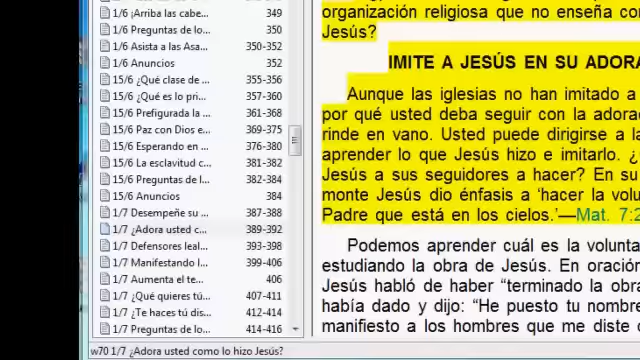 1/6 ¡Arriba las cabe... 349
1/6 Preguntas de lo... 350
1/6 Asista a las Asa... 350-352
1/6 Anuncios 352
15/6 ¿Qué clase de ... 355-356
15/6 ¿Qué es lo pri... 357-360
15/6 Prefigurada la ... 361-368
15/6 Paz con Dios e... 369-375
15/6 Esperando en ... 376-380
15/6 La esclavitud c... 381-382
15/6 Preguntas de l... 382-384
15/6 Anuncios 384
1/7 Desempeñe su ... 387-388
1/7 ¿Adora usted c... 389-392
1/7 Defensores leal... 393-398
1/7 Manifestando l... 399-406
1/7 Aumenta el te... 406
1/7 ¿Qué quieres tú... 407-411
1/7 ¿Te haces tú dis... 412-414
1/7 Preguntas de lo... 414-416
w70 1/7 ¿Adora usted como lo hizo Jesús?
organización religiosa que no enseña co
Jesús?
IMITE A JESÚS EN SU ADORA
Aunque las iglesias no han imitado a
por qué usted deba seguir con la adora
rinde en vano. Usted puede dirigirse a l
aprender lo que Jesús hizo e imitarlo. ¿
Jesús a sus seguidores a hacer? En su
monte Jesús dio énfasis a ‘hacer la volu
Padre que está en los cielos.’—Mat. 7:2
Podemos aprender cuál es la volunta
estudiando la obra de Jesús. En oració
Jesús habló de haber “terminado la obra
había dado y dijo: “He puesto tu nombre
manifiesto a los hombres que me diste